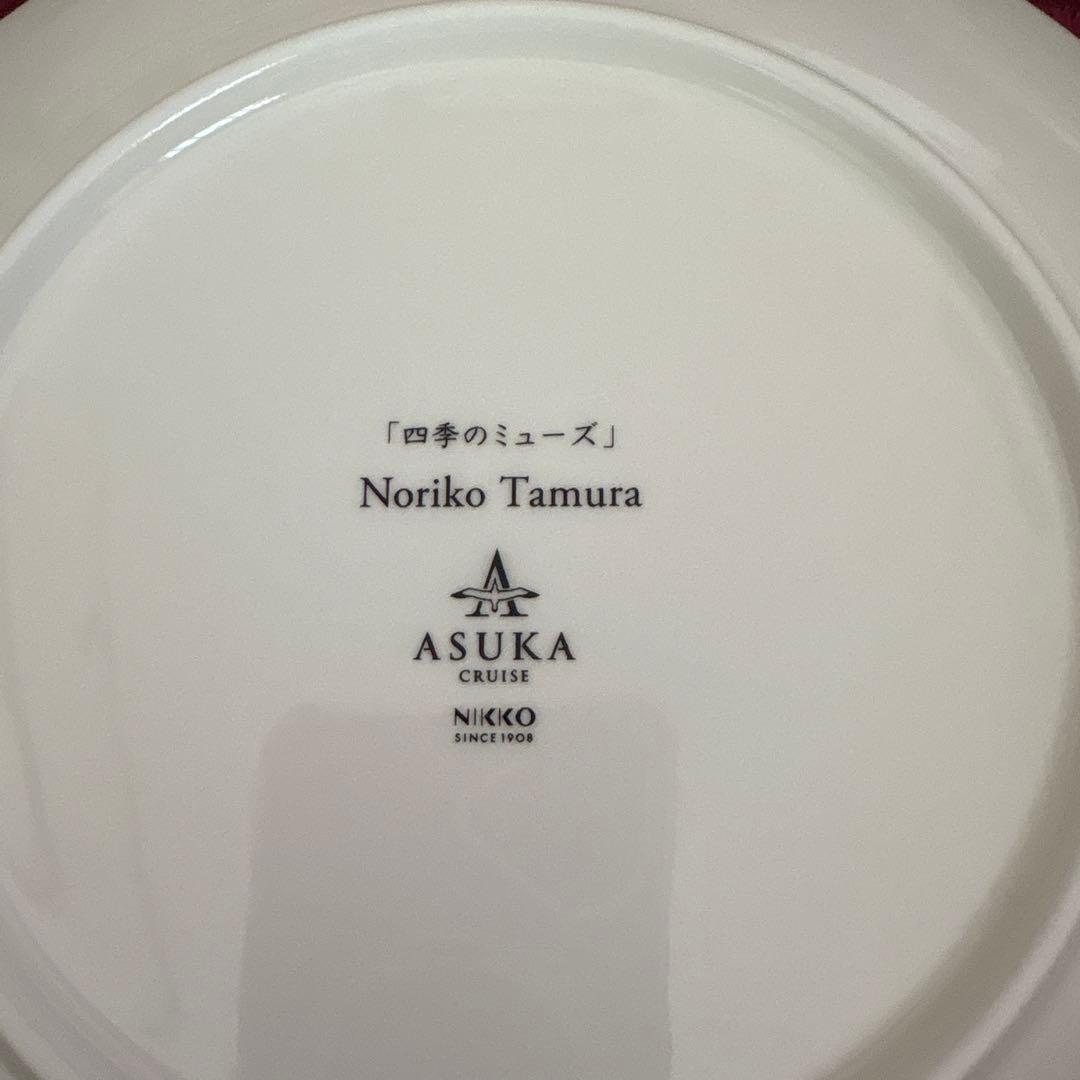 「四季のミューズ」
Noriko Tamura
ASUKA
CRUISE
NIKKO
SINCE 1908